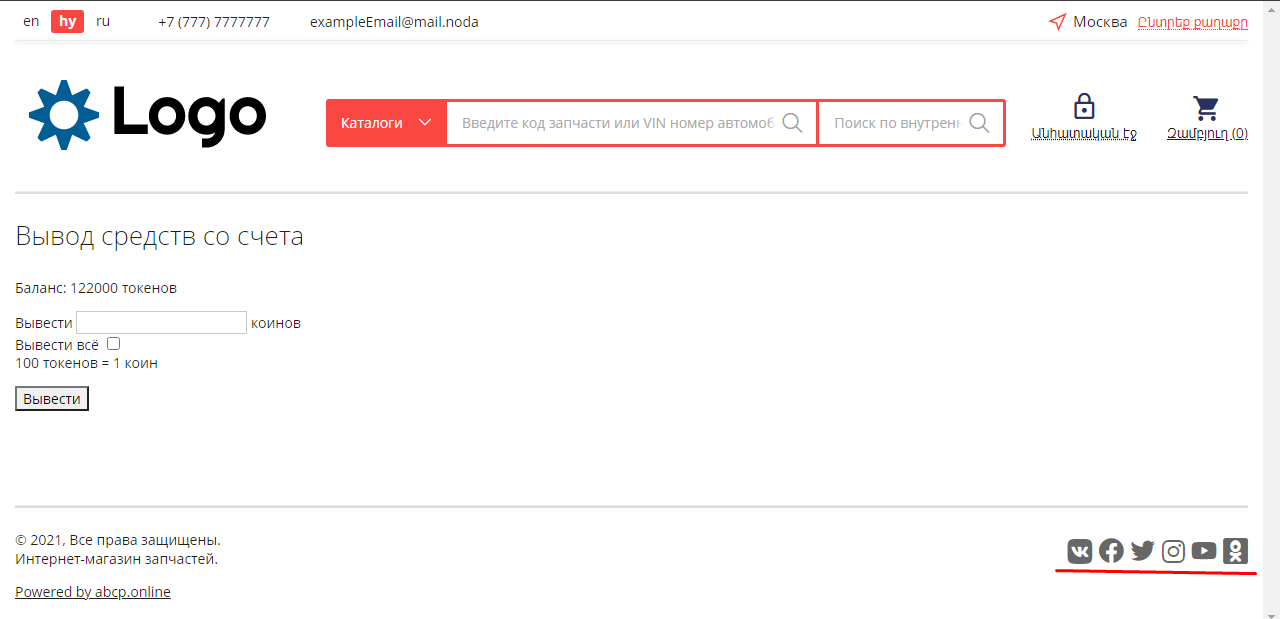 en hy ru +7 (777) 7777777 exampleEmail@mail.noda Москва Ընտրեք քաղաքը
Logo
Каталоги Введите код запчасти или VIN номер автомоб Поиск по внутрен
Անհատական էջ Զամբյուղ (0)
Вывод средств со счета
Баланс: 122000 токенов
Вывести коинов
Вывести всё
100 токенов = 1 коин
Вывести
© 2021, Все права защищены.
Интернет-магазин запчастей.
Powered by abcp.online